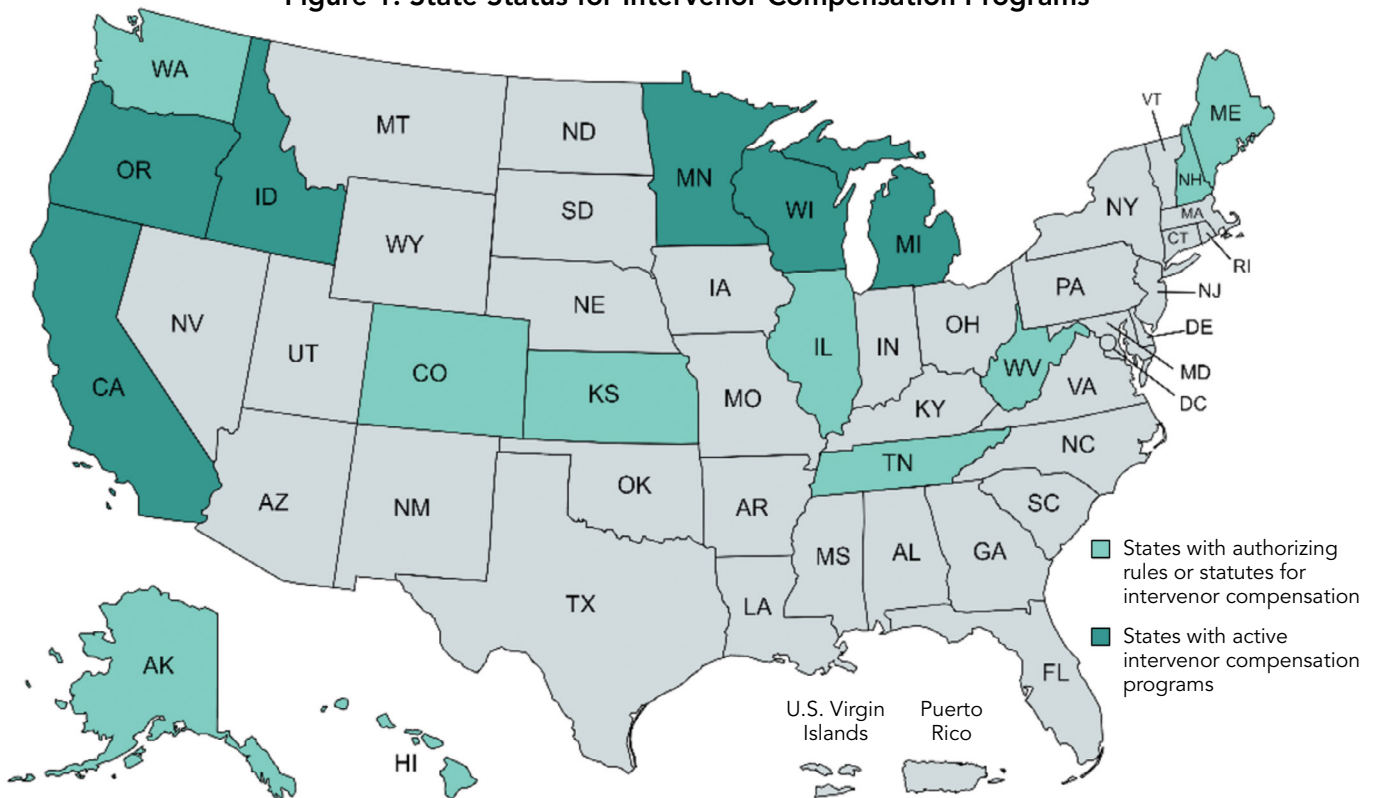 Figure 1: State Status for Intervenor Compensation Programs
WA
MT
ND
MN
OR
ID
SD
WI
MI
WY
VT
ME
NH
NY
MA
CT
RI
IA
NE
PA
NJ
NV
UT
CO
KS
IL
IN
OH
DE
MD
DC
WV
VA
CA
MO
KY
NC
TN
AZ
NM
OK
AR
SC
MS
AL
GA
TX
LA
FL
AK
HI
States with authorizing
rules or statutes for
intervenor compensation
States with active
intervenor compensation
programs
U.S. Virgin
Islands
Puerto
Rico